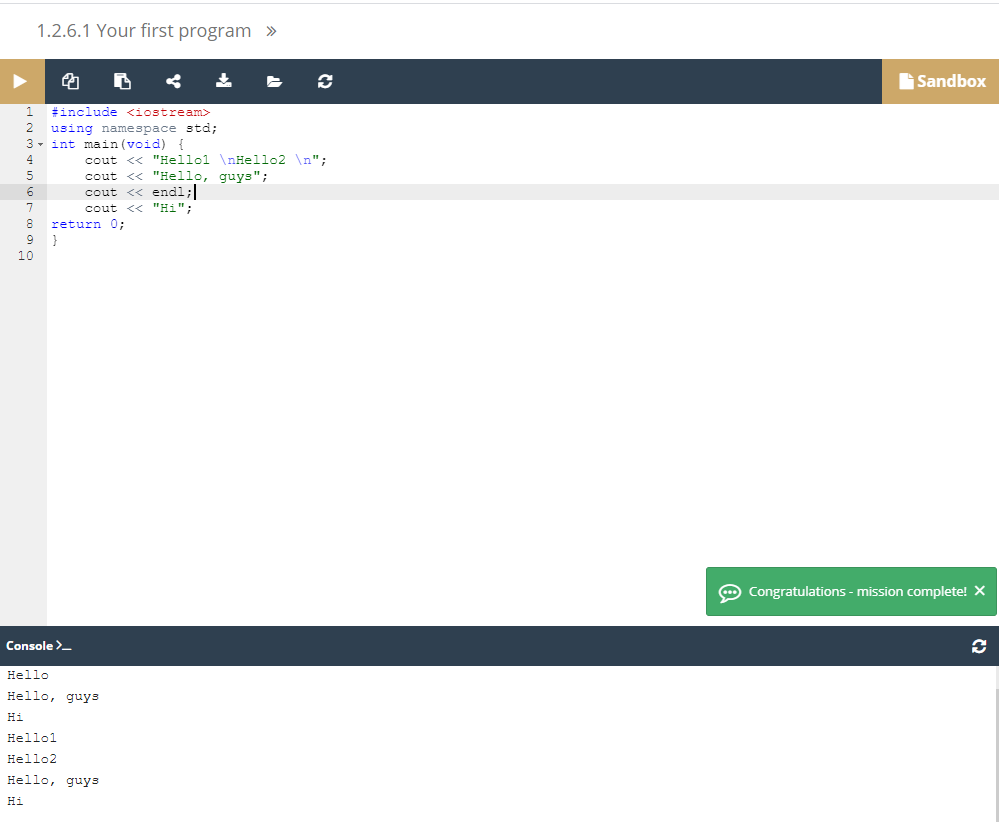 1.2.6.1 Your first program »
Sandbox
1 #include <iostream>
2 using namespace std;
3 int main(void) {
4     cout << "Hello1 \nHello2 \n";
5     cout << "Hello, guys";
6     cout << endl;
7     cout << "Hi";
8 return 0;
9 }
10
Congratulations - mission complete! ×
Console >_
Hello
Hello, guys
Hi
Hello1
Hello2
Hello, guys
Hi